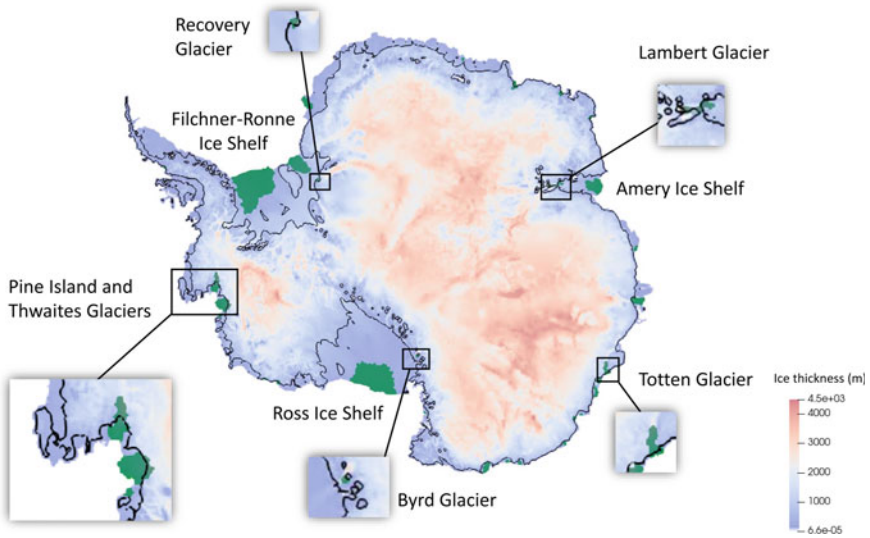 Recovery
Glacier
Lambert Glacier
Filchner-Ronne
Ice Shelf
Amery Ice Shelf
Pine Island and
Thwaites Glaciers
Totten Glacier
Ross Ice Shelf
Byrd Glacier
Ice thickness (m)
4.5e+03
4000
3000
2000
1000
6.6e-05